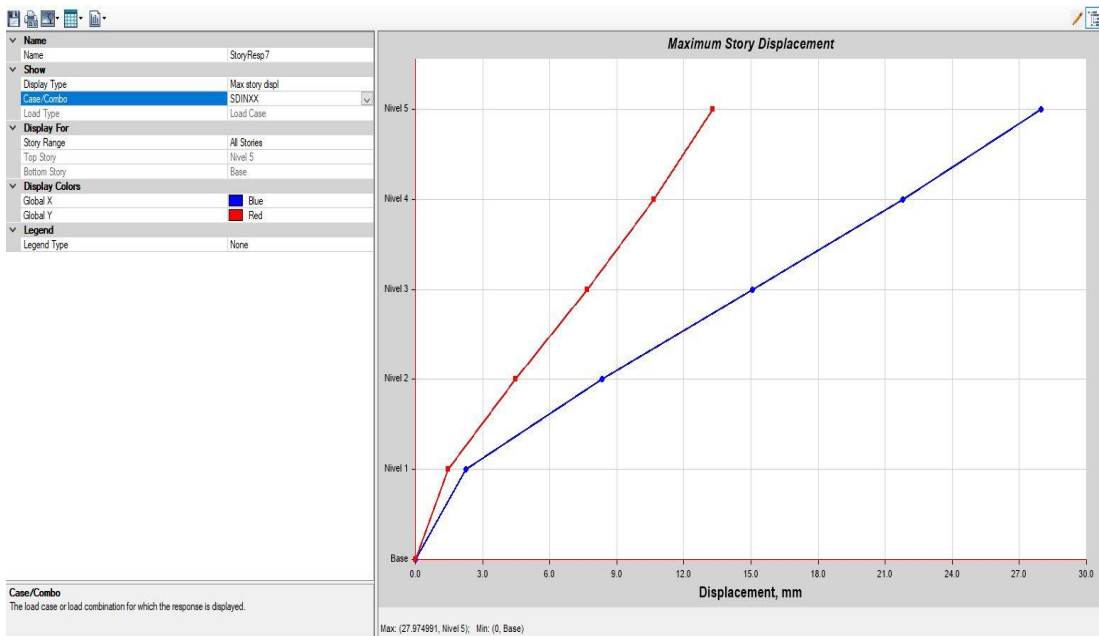 Name
Name StoryResp7
Show
Display Type Max story displ
Case/Combo SDINXX
Load Type Load Case
Display For
Story Range All Stories
Top Story Nivel 5
Bottom Story Base
Display Colors
Global X Blue
Global Y Red
Legend
Legend Type None
Case/Combo
The load case or load combination for which the response is displayed.
Maximum Story Displacement
Nivel 5
Nivel 4
Nivel 3
Nivel 2
Nivel 1
Base
0.0 3.0 6.0 9.0 12.0 15.0 18.0 21.0 24.0 27.0 30.0
Displacement, mm
Max: (27.974991, Nivel 5); Min: (0, Base)